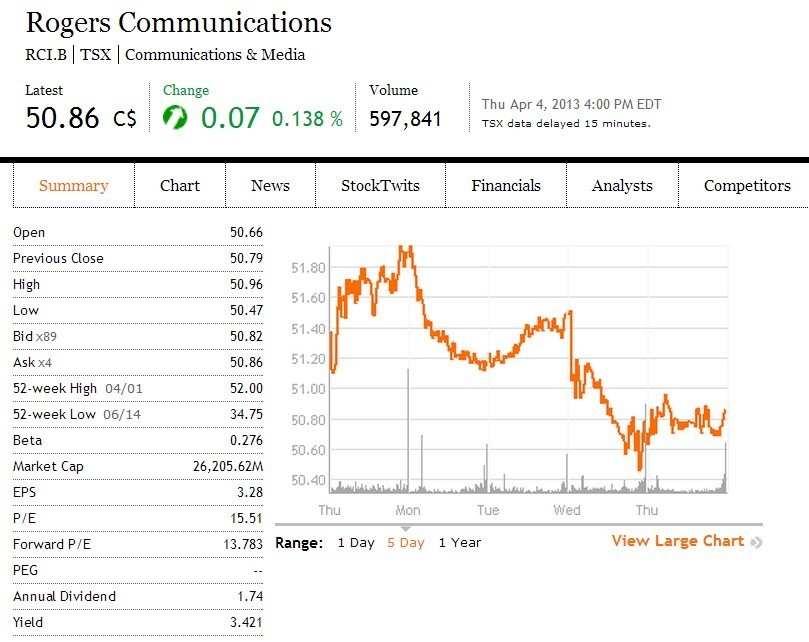 Rogers Communications
RCI.B | TSX | Communications & Media
Latest
50.86 C$
Change
0.07 0.138 %
Volume
597,841
Thu Apr 4, 2013 4:00 PM EDT
TSX data delayed 15 minutes.
Summary Chart News StockTwits Financials Analysts Competitors
Open 50.66
Previous Close 50.79
High 50.96
Low 50.47
Bid x89 50.82
Ask x4 50.86
52-week High 04/01 52.00
52-week Low 06/14 34.75
Beta 0.276
Market Cap 26,205.62M
EPS 3.28
P/E 15.51
Forward P/E 13.783
PEG --
Annual Dividend 1.74
Yield 3.421
51.80
51.60
51.40
51.20
51.00
50.80
50.60
50.40
Thu Mon Tue Wed Thu
Range: 1 Day 5 Day 1 Year
View Large Chart